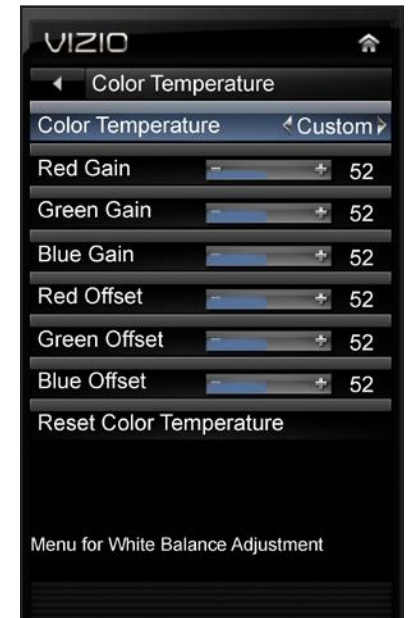 VIZIO
Color Temperature
Color Temperature Custom
Red Gain - + 52
Green Gain - + 52
Blue Gain - + 52
Red Offset - + 52
Green Offset - + 52
Blue Offset - + 52
Reset Color Temperature
Menu for White Balance Adjustment